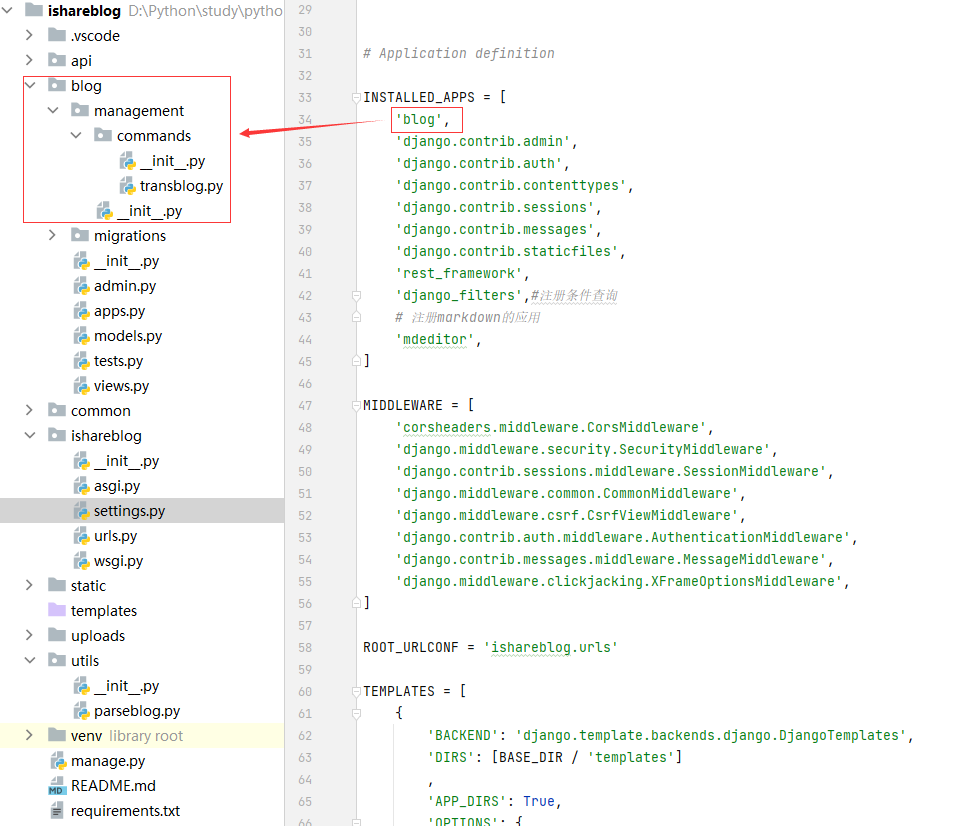 ishareblog D:\Python\study\pytho
.vscode
api
blog
management
commands
__init__.py
transblog.py
__init__.py
migrations
__init__.py
admin.py
apps.py
models.py
tests.py
views.py
common
ishareblog
__init__.py
asgi.py
settings.py
urls.py
wsgi.py
static
templates
uploads
utils
__init__.py
parseblog.py
venv library root
manage.py
MD README.md
requirements.txt
29
30
31 # Application definition
32
33 INSTALLED_APPS = [
34 'blog',
35 'django.contrib.admin',
36 'django.contrib.auth',
37 'django.contrib.contenttypes',
38 'django.contrib.sessions',
39 'django.contrib.messages',
40 'django.contrib.staticfiles',
41 'rest_framework',
42 'django_filters',#注册条件查询
43 # 注册markdown的应用
44 'mdeditor',
45 ]
46
47 MIDDLEWARE = [
48 'corsheaders.middleware.CorsMiddleware',
49 'django.middleware.security.SecurityMiddleware',
50 'django.contrib.sessions.middleware.SessionMiddleware',
51 'django.middleware.common.CommonMiddleware',
52 'django.middleware.csrf.CsrfViewMiddleware',
53 'django.contrib.auth.middleware.AuthenticationMiddleware',
54 'django.contrib.messages.middleware.MessageMiddleware',
55 'django.middleware.clickjacking.XFrameOptionsMiddleware',
56 ]
57
58 ROOT_URLCONF = 'ishareblog.urls'
59
60 TEMPLATES = [
61 {
62 'BACKEND': 'django.template.backends.django.DjangoTemplates',
63 'DIRS': [BASE_DIR / 'templates']
64 ,
65 'APP_DIRS': True,
66 'OPTIONS': {